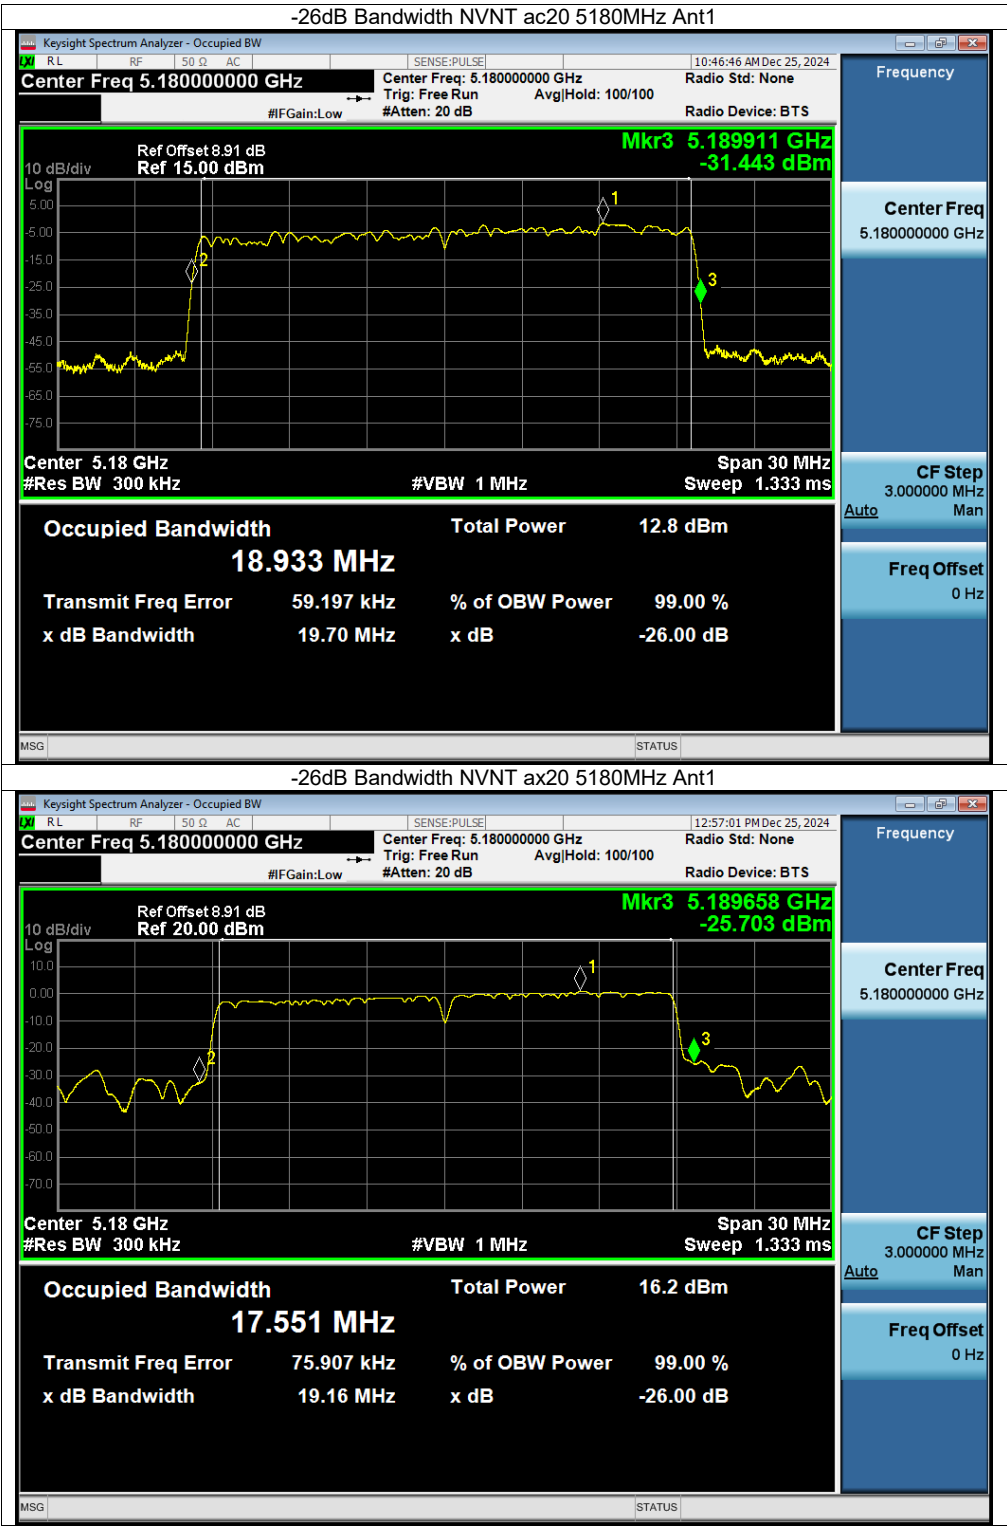 -26dB Bandwidth NVNT ac20 5180MHz Ant1
Keysight Spectrum Analyzer - Occupied BW
LXI RL RF 50 Ω AC SENSE:PULSE 10:46:46 AM Dec 25, 2024
Center Freq 5.180000000 GHz
Center Freq: 5.180000000 GHz Radio Std: None
Trig: Free Run Avg|Hold: 100/100
#IFGain:Low #Atten: 20 dB Radio Device: BTS
Frequency
Mkr3 5.189911 GHz
-31.443 dBm
Ref Offset 8.91 dB
10 dB/div Ref 15.00 dBm
Log
5.00
-5.00
-15.0
-25.0
-35.0
-45.0
-55.0
-65.0
-75.0
1
2
3
Center Freq
5.180000000 GHz
Center 5.18 GHz Span 30 MHz
#Res BW 300 kHz #VBW 1 MHz Sweep 1.333 ms
CF Step
3.000000 MHz
Auto Man
Occupied Bandwidth Total Power 12.8 dBm
18.933 MHz
Freq Offset
0 Hz
Transmit Freq Error 59.197 kHz % of OBW Power 99.00 %
x dB Bandwidth 19.70 MHz x dB -26.00 dB
MSG STATUS
-26dB Bandwidth NVNT ax20 5180MHz Ant1
Keysight Spectrum Analyzer - Occupied BW
LXI RL RF 50 Ω AC SENSE:PULSE 12:57:01 PM Dec 25, 2024
Center Freq 5.180000000 GHz
Center Freq: 5.180000000 GHz Radio Std: None
Trig: Free Run Avg|Hold: 100/100
#IFGain:Low #Atten: 20 dB Radio Device: BTS
Frequency
Mkr3 5.189658 GHz
-25.703 dBm
Ref Offset 8.91 dB
10 dB/div Ref 20.00 dBm
Log
10.0
0.00
-10.0
-20.0
-30.0
-40.0
-50.0
-60.0
-70.0
1
2
3
Center Freq
5.180000000 GHz
Center 5.18 GHz Span 30 MHz
#Res BW 300 kHz #VBW 1 MHz Sweep 1.333 ms
CF Step
3.000000 MHz
Auto Man
Occupied Bandwidth Total Power 16.2 dBm
17.551 MHz
Freq Offset
0 Hz
Transmit Freq Error 75.907 kHz % of OBW Power 99.00 %
x dB Bandwidth 19.16 MHz x dB -26.00 dB
MSG STATUS